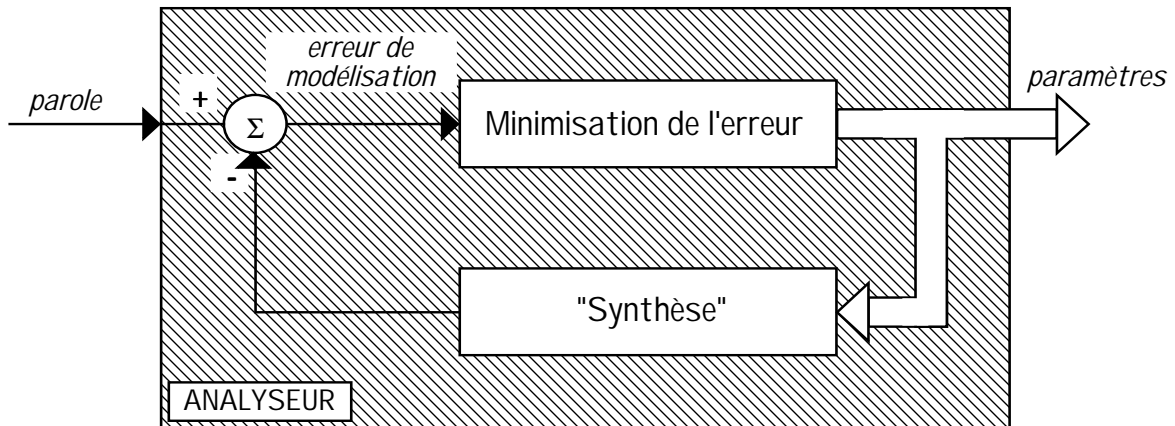 erreur de
modélisation
paramètres
parole
+
Σ
Minimisation de l'erreur
-
"Synthèse"
ANALYSEUR